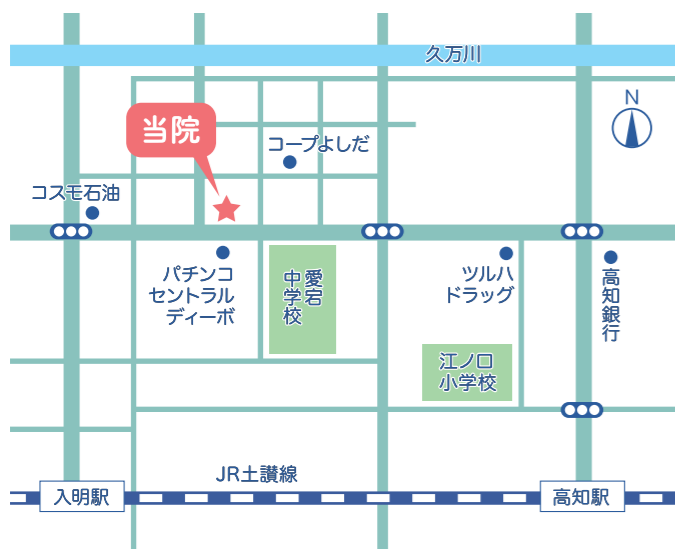 久万川
N
当院
コープよしだ
コスモ石油
パチンコ
セントラル
ディーボ
愛宕
中学校
ツルハ
ドラッグ
高知銀行
江ノ口
小学校
JR土讃線
入明駅
高知駅